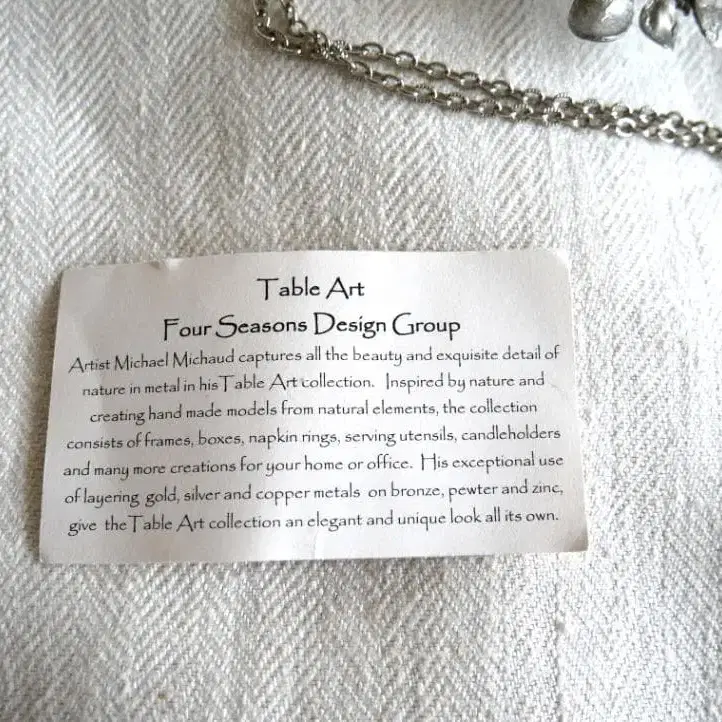 Table Art
Four Seasons Design Group
Artist Michael Michaud captures all the beauty and exquisite detail of
nature in metal in his Table Art collection. Inspired by nature and
creating hand made models from natural elements, the collection
consists of frames, boxes, napkin rings, serving utensils, candleholders
and many more creations for your home or office. His exceptional use
of layering gold, silver and copper metals on bronze, pewter and zinc,
give the Table Art collection an elegant and unique look all its own.